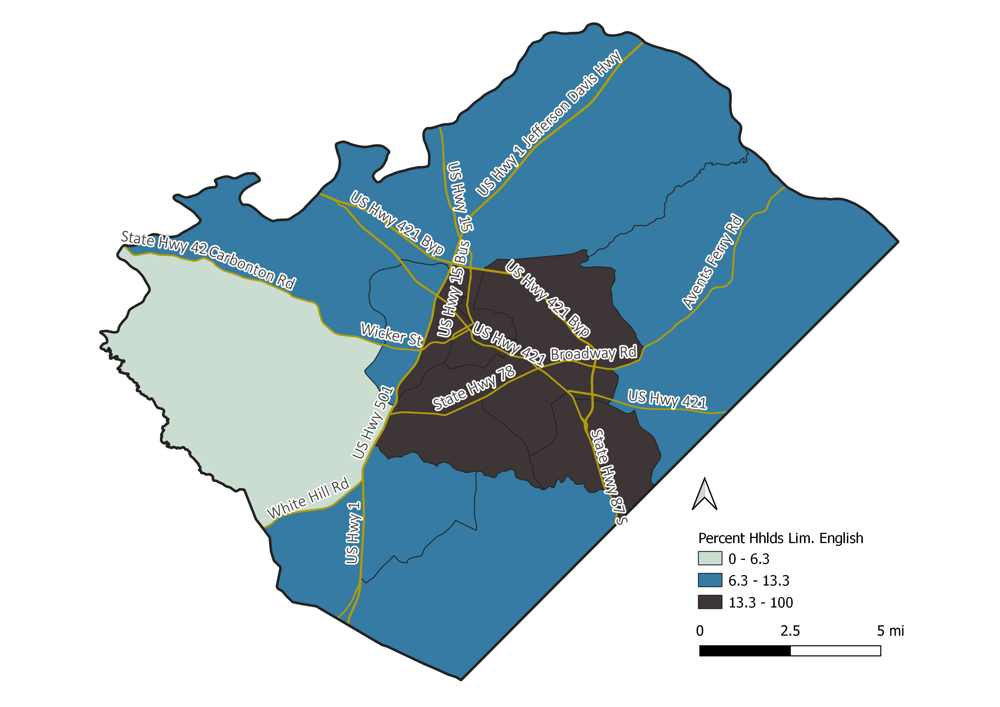 US Hwy 1 Jefferson Davis Hwy
US Hwy 15
US Hwy 421 Byp
State Hwy 42
Carbonton Rd
US Hwy 15 Bus
US Hwy 421 Byp
Avents Ferry Rd
Wicker St
US Hwy 421
Broadway Rd
State Hwy 78
US Hwy 501
US Hwy 421
State Hwy 87 S
White Hill Rd
US Hwy 1
Percent Hhlds Lim. English
0 - 6.3
6.3 - 13.3
13.3 - 100
0 2.5 5 mi